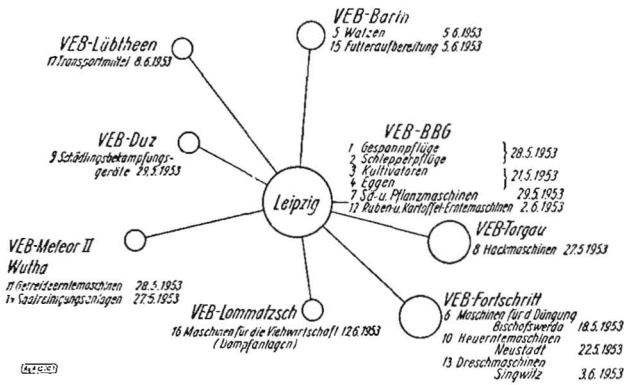 VEB-Barth
5 Walzen 5.6.1953
15 Futteraufbereitung 5.6.1953
VEB-Lübtheen
17 Transportmittel 8.6.1953
VEB-BBG
1 Gespannpflüge
2 Schlepperpflüge
} 28.5.1953
3 Kultivatoren
4 Eggen
} 21.5.1953
7 Sä- u. Pflanzmaschinen 29.5.1953
12 Rüben- u. Kartoffel-Erntemaschinen 2.6.1953
VEB-Duz
9 Schädlingsbekämpfungs-
geräte 29.5.1953
Leipzig
VEB-Torgau
8 Hackmaschinen 27.5.1953
VEB-Meteor II
Wutha
11 Getreideerntemaschinen 28.5.1953
14 Saatreinigungsanlagen 27.5.1953
VEB-Lommatzsch
16 Maschinen für die Viehwirtschaft 12.6.1953
(Dampfanlagen)
VEB-Fortschritt
6 Maschinen für d Düngung
Bischofswerda 18.5.1953
10 Heuerntemaschinen
Neustadt 22.5.1953
13 Dreschmaschinen
Singwitz 3.6.1953